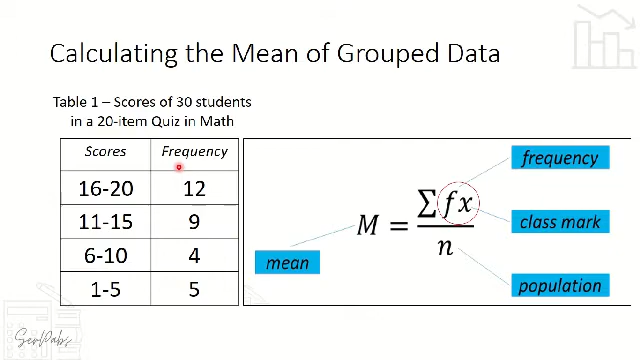 Calculating the Mean of Grouped Data
Table 1 – Scores of 30 students
in a 20-item Quiz in Math
Scores Frequency
16-20 12
11-15 9
6-10 4
1-5 5
frequency
M = ∑ fx / n
class mark
mean
population
SerPabs